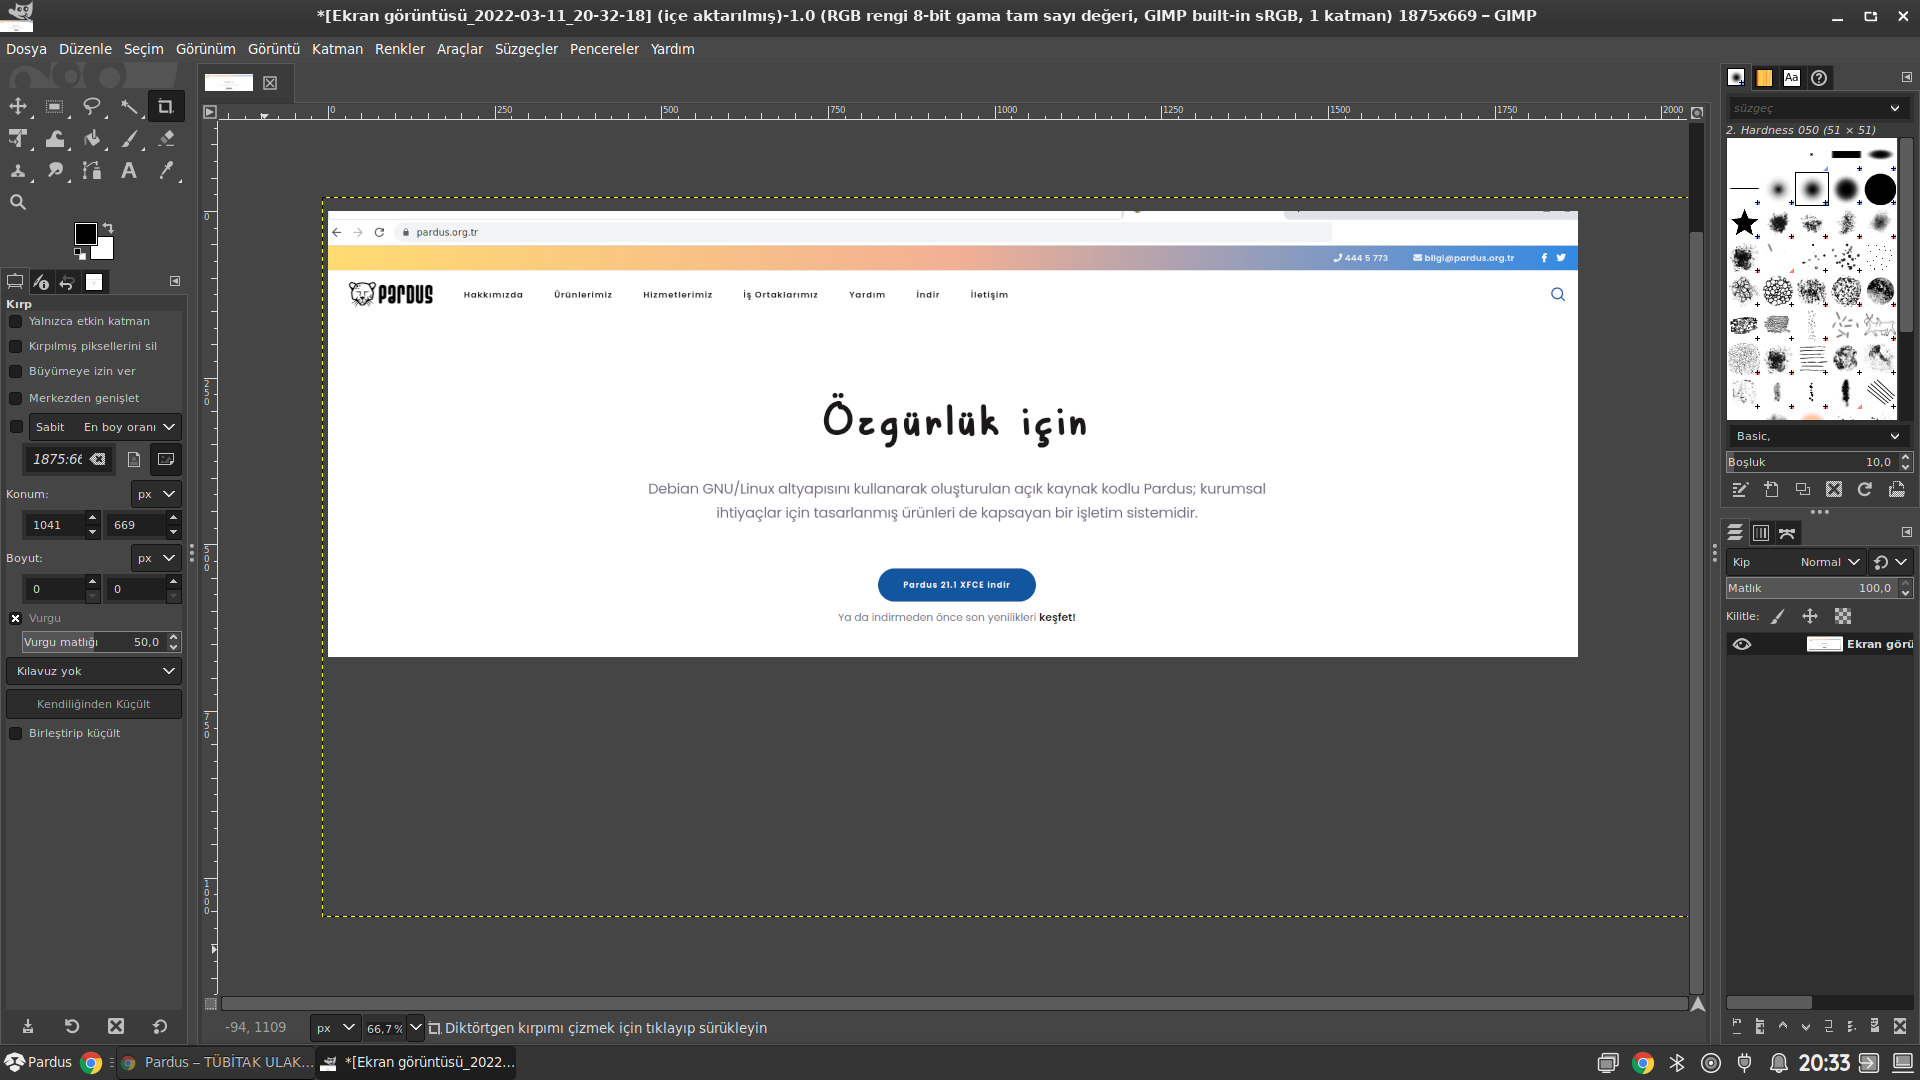 *[Ekran görüntüsü_2022-03-11_20-32-18] (içe aktarılmış)-1.0 (RGB rengi 8-bit gama tam sayı değeri, GIMP built-in sRGB, 1 katman) 1875x669 – GIMP
Dosya Düzenle Seçim Görünüm Görüntü Katman Renkler Araçlar Süzgeçler Pencereler Yardım
0 250 500 750 1000 1250 1500 1750 2000
0
250
500
750
1000
Kırp
Yalnızca etkin katman
Kırpılmış piksellerini sil
Büyümeye izin ver
Merkezden genişlet
Sabit En boy oranı
1875:66
Konum: px
1041 669
Boyut: px
0 0
Vurgu
Vurgu matlığı 50,0
Kılavuz yok
Kendiliğinden Küçült
Birleştirip küçült
pardus.org.tr
444 5 773 bilgi@pardus.org.tr
PARDUS Hakkımızda Ürünlerimiz Hizmetlerimiz İş Ortaklarımız Yardım İndir İletişim
Özgürlük için
Debian GNU/Linux altyapısını kullanarak oluşturulan açık kaynak kodlu Pardus; kurumsal
ihtiyaçlar için tasarlanmış ürünleri de kapsayan bir işletim sistemidir.
Pardus 21.1 XFCE indir
Ya da indirmeden önce son yenilikleri keşfet!
Aa
süzgeç
2. Hardness 050 (51 × 51)
Basic,
Boşluk 10,0
Kip Normal
Matlık 100,0
Kilitle:
Ekran görü
-94, 1109 px 66,7 % Diktörtgen kırpımı çizmek için tıklayıp sürükleyin
Pardus Pardus – TÜBİTAK ULAK... *[Ekran görüntüsü_2022... 20:33